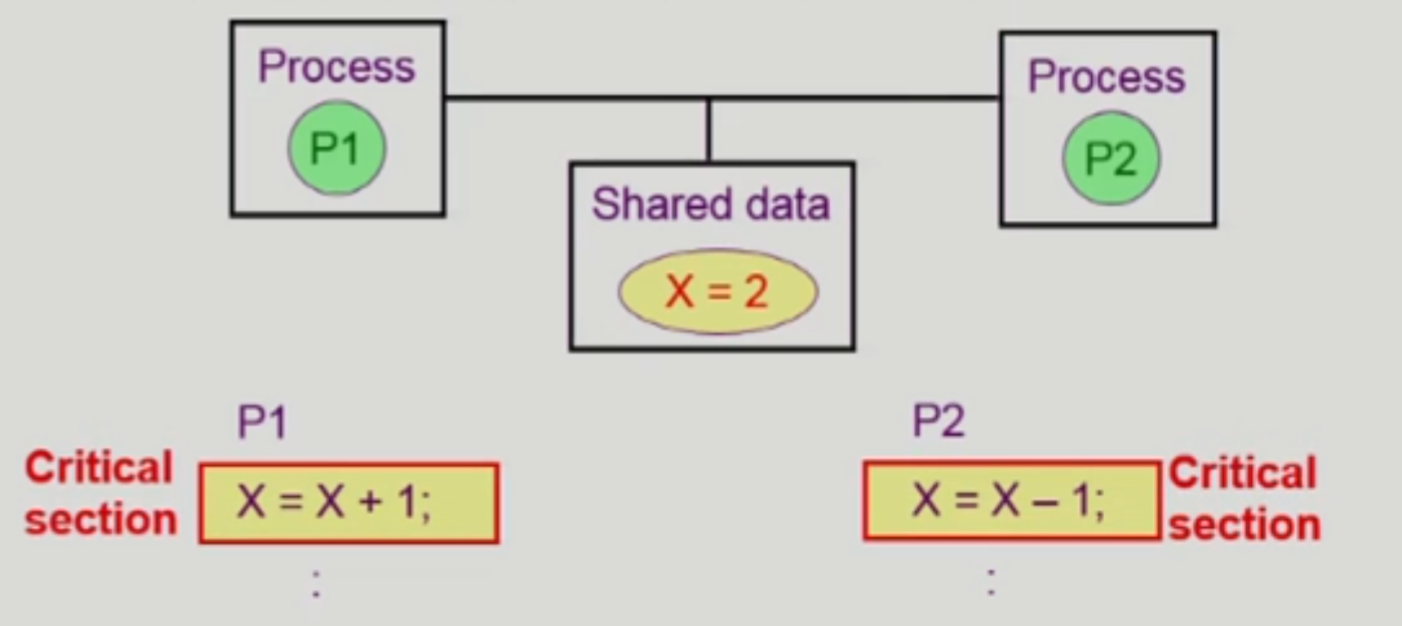 Process
P1
Process
P2
Shared data
X = 2
P1
Critical
section
X = X + 1;
:
P2
X = X – 1;
Critical
section
: